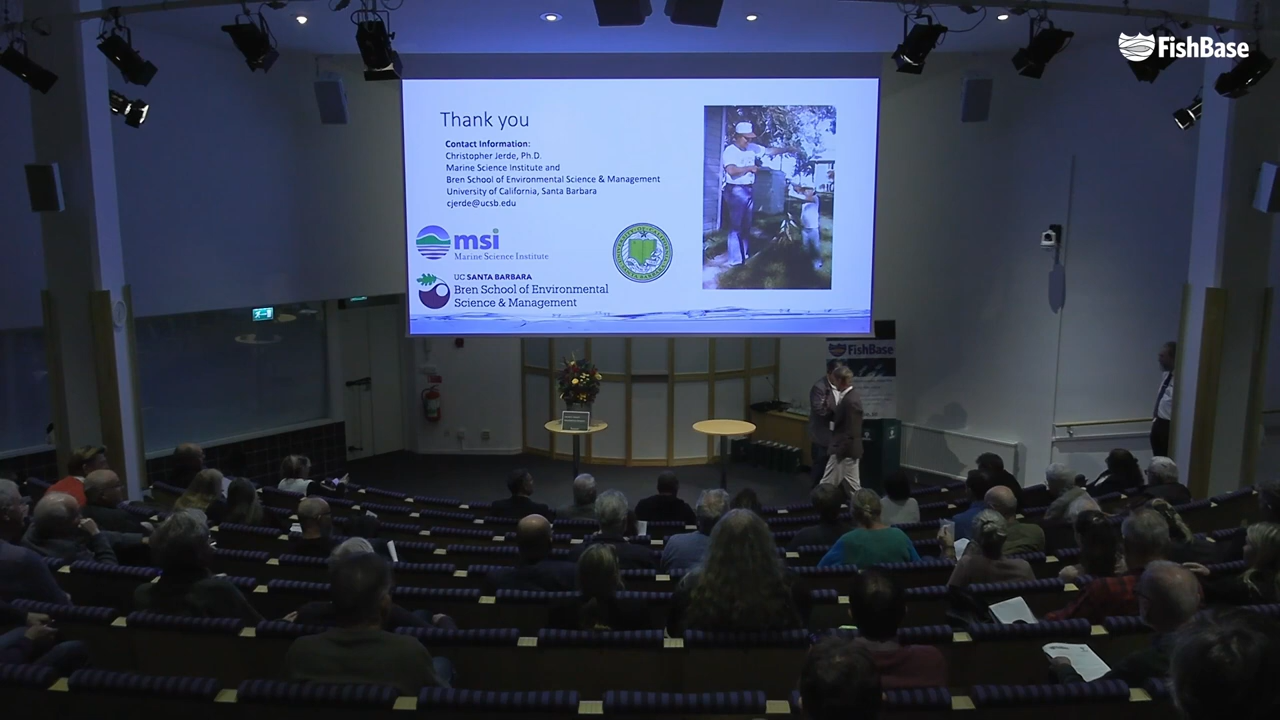 FishBase
Thank you
Contact Information:
Christopher Jerde, Ph.D.
Marine Science Institute and
Bren School of Environmental Science & Management
University of California, Santa Barbara
cjerde@ucsb.edu
msi
Marine Science Institute
UC SANTA BARBARA
Bren School of Environmental
Science & Management
FishBase